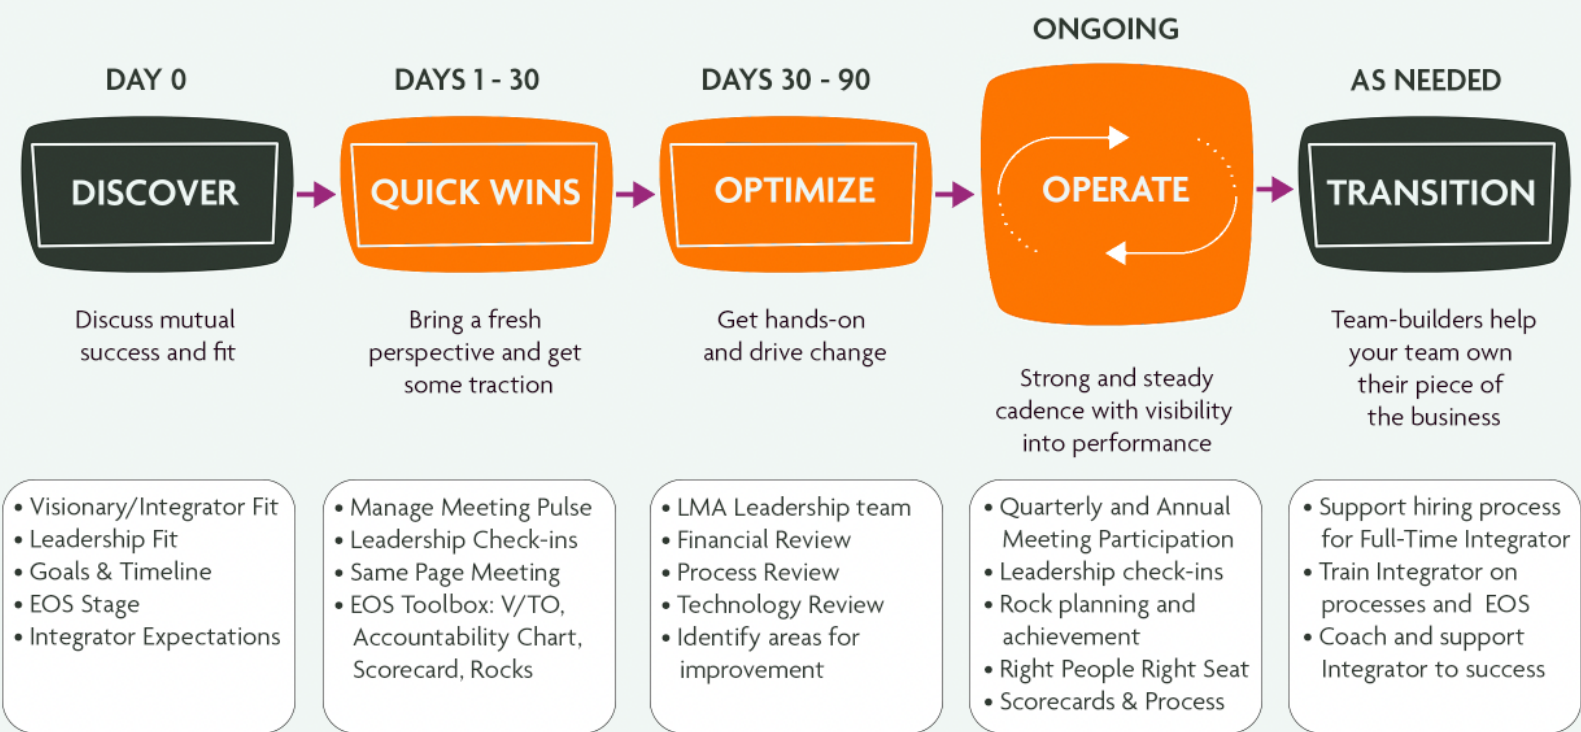 DAY 0
DISCOVER
Discuss mutual
success and fit
• Visionary/Integrator Fit
• Leadership Fit
• Goals & Timeline
• EOS Stage
• Integrator Expectations
DAYS 1 - 30
QUICK WINS
Bring a fresh
perspective and get
some traction
• Manage Meeting Pulse
• Leadership Check-ins
• Same Page Meeting
• EOS Toolbox: V/TO,
Accountability Chart,
Scorecard, Rocks
DAYS 30 - 90
OPTIMIZE
Get hands-on
and drive change
• LMA Leadership team
• Financial Review
• Process Review
• Technology Review
• Identify areas for
improvement
ONGOING
OPERATE
Strong and steady
cadence with visibility
into performance
• Quarterly and Annual
Meeting Participation
• Leadership check-ins
• Rock planning and
achievement
• Right People Right Seat
• Scorecards & Process
AS NEEDED
TRANSITION
Team-builders help
your team own
their piece of
the business
• Support hiring process
for Full-Time Integrator
• Train Integrator on
processes and EOS
• Coach and support
Integrator to success